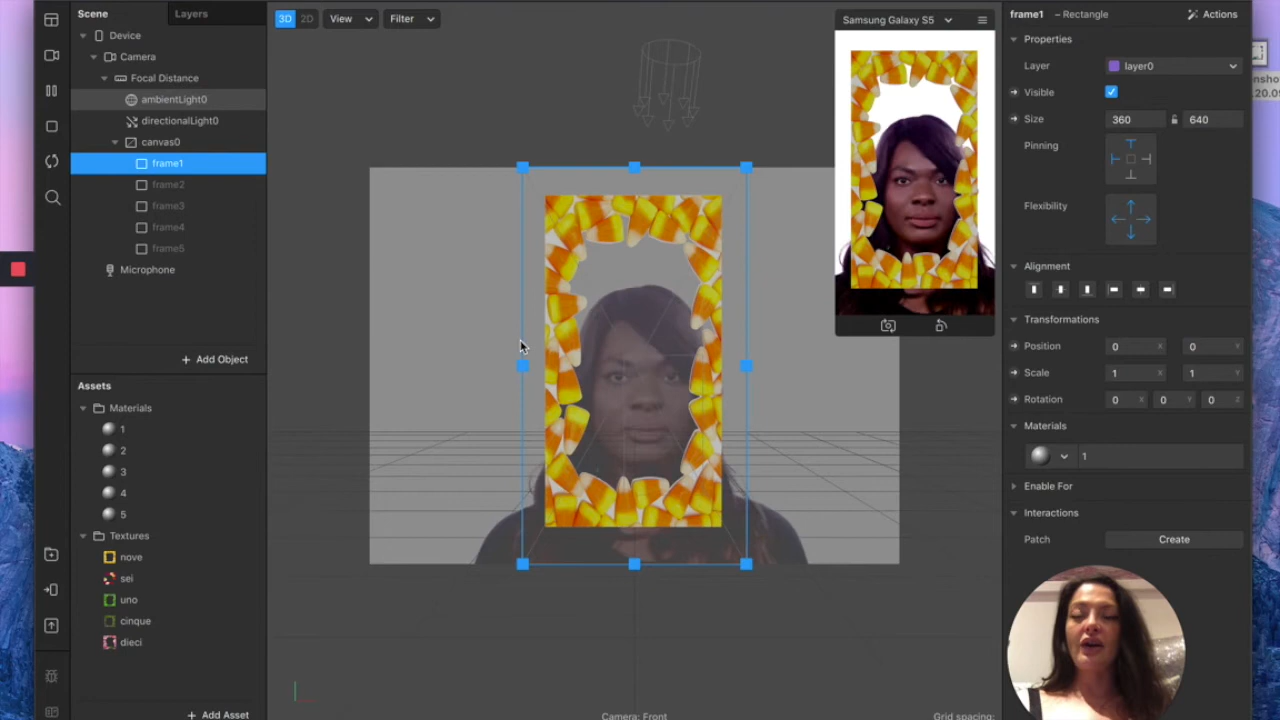 Scene
Layers
Device
Camera
Focal Distance
ambientLight0
directionalLight0
canvas0
frame1
frame2
frame3
frame4
frame5
Microphone
+ Add Object
Assets
Materials
1
2
3
4
5
Textures
nove
sei
uno
cinque
dieci
+ Add Asset
3D 2D View Filter
Samsung Galaxy S5
Camera: Front
Grid spacing:
frame1 – Rectangle
Actions
Properties
Layer layer0
Visible
Size 360 640
Pinning
Flexibility
Alignment
Transformations
Position 0 X 0 Y
Scale 1 X 1 Y
Rotation 0 X 0 Y 0 Z
Materials
1
Enable For
Interactions
Patch Create